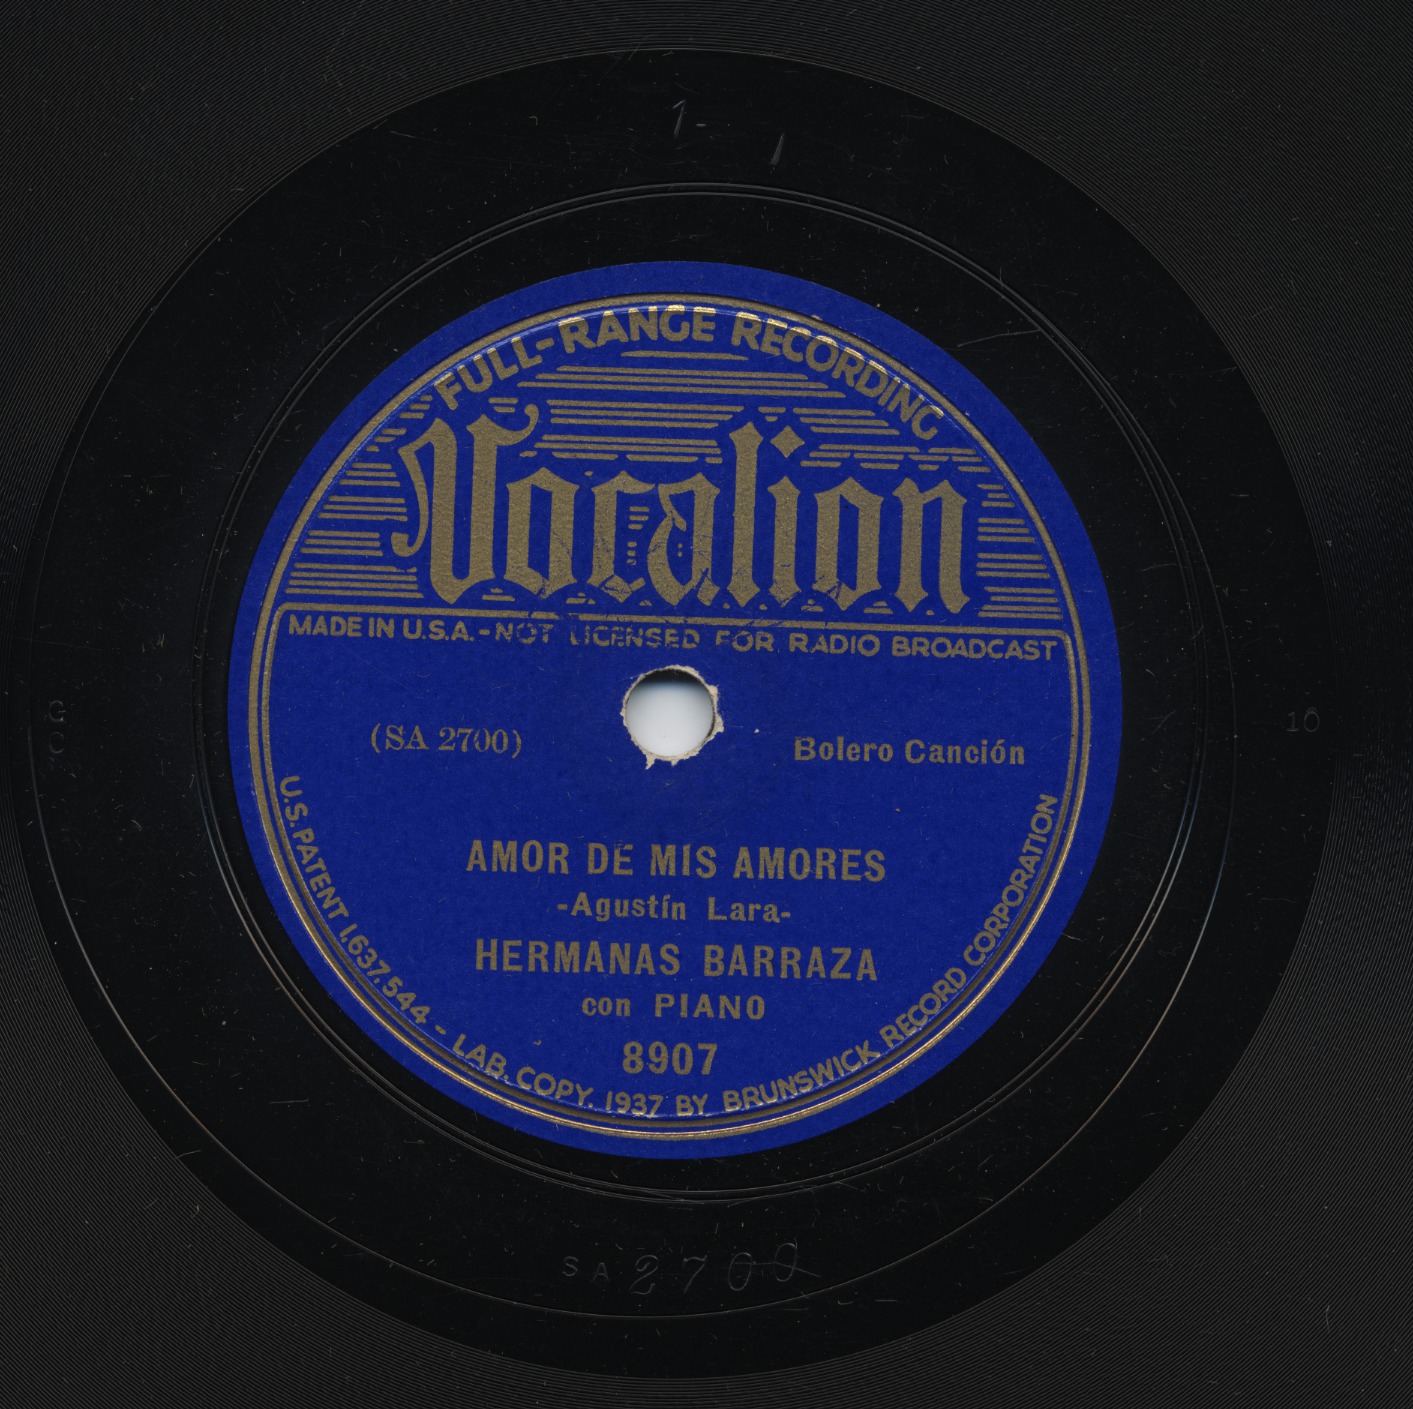 1-
FULL-RANGE RECORDING
Vocalion
MADE IN U.S.A. - NOT LICENSED FOR RADIO BROADCAST
(SA 2700)
Bolero Canción
AMOR DE MIS AMORES
-Agustín Lara-
HERMANAS BARRAZA
con PIANO
8907
U.S. PATENT 1,637,544 - LAB. COPY. 1937 BY BRUNSWICK RECORD CORPORATION
10
SA 2700